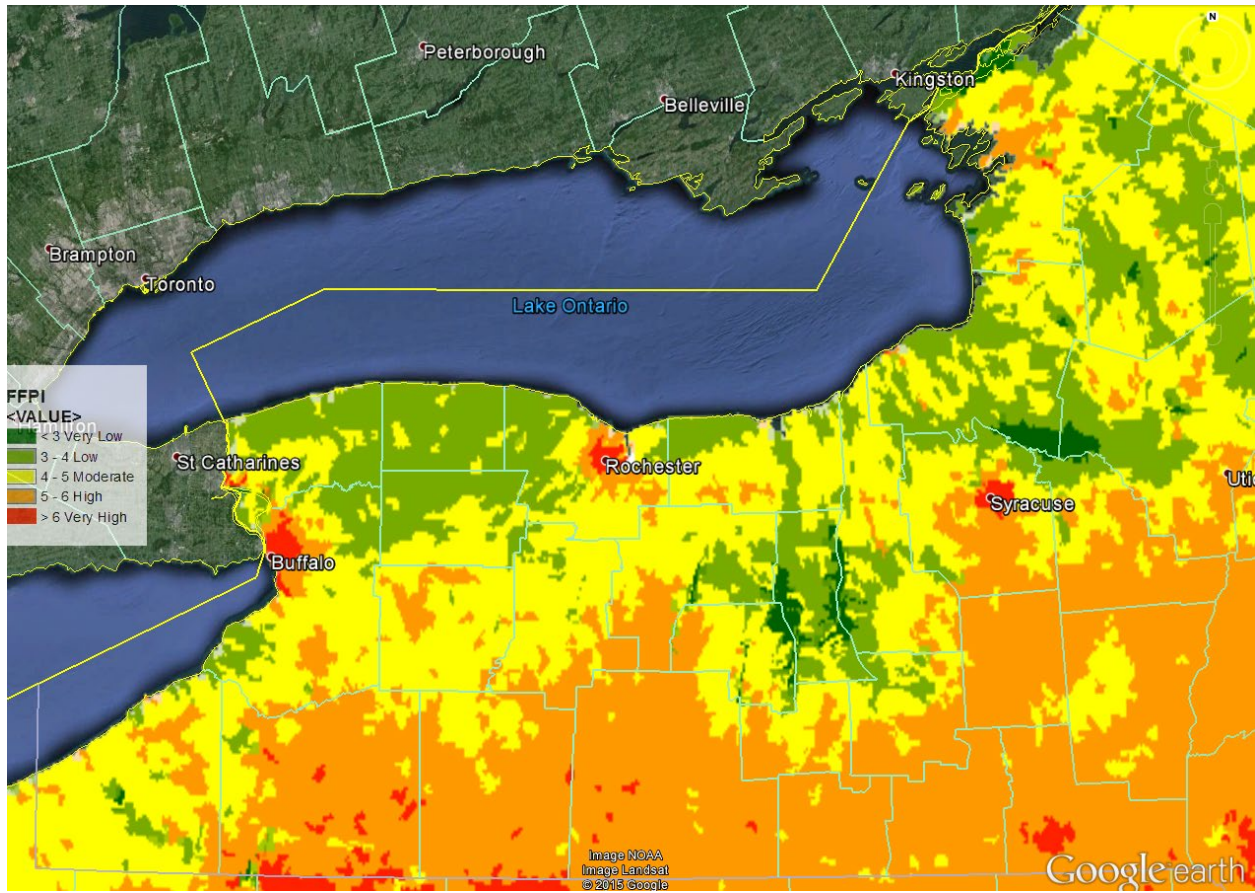 N
Peterborough
Kingston
Belleville
Brampton
Toronto
Lake Ontario
FFPI
<VALUE>
Hamilton
< 3 Very Low
3 - 4 Low
4 - 5 Moderate
5 - 6 High
> 6 Very High
St Catharines
Rochester
Utic
Syracuse
Buffalo
Image NOAA
Image Landsat
© 2015 Google
Google earth